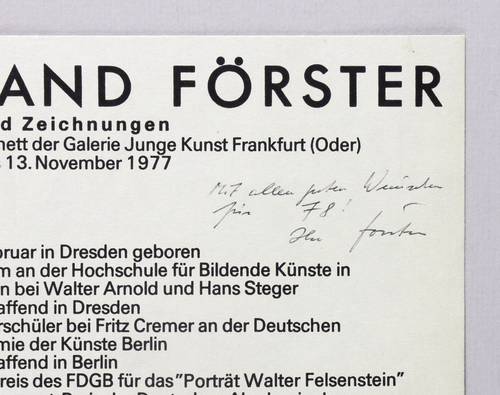 AND FÖRSTER
d Zeichnungen
nett der Galerie Junge Kunst Frankfurt (Oder)
s 13. November 1977
Mit allen guten Wünschen
für 78!
Ihr Förster
bruar in Dresden geboren
m an der Hochschule für Bildende Künste in
n bei Walter Arnold und Hans Steger
affend in Dresden
rschüler bei Fritz Cremer an der Deutschen
mie der Künste Berlin
affend in Berlin
reis des FDGB für das "Porträt Walter Felsenstein"